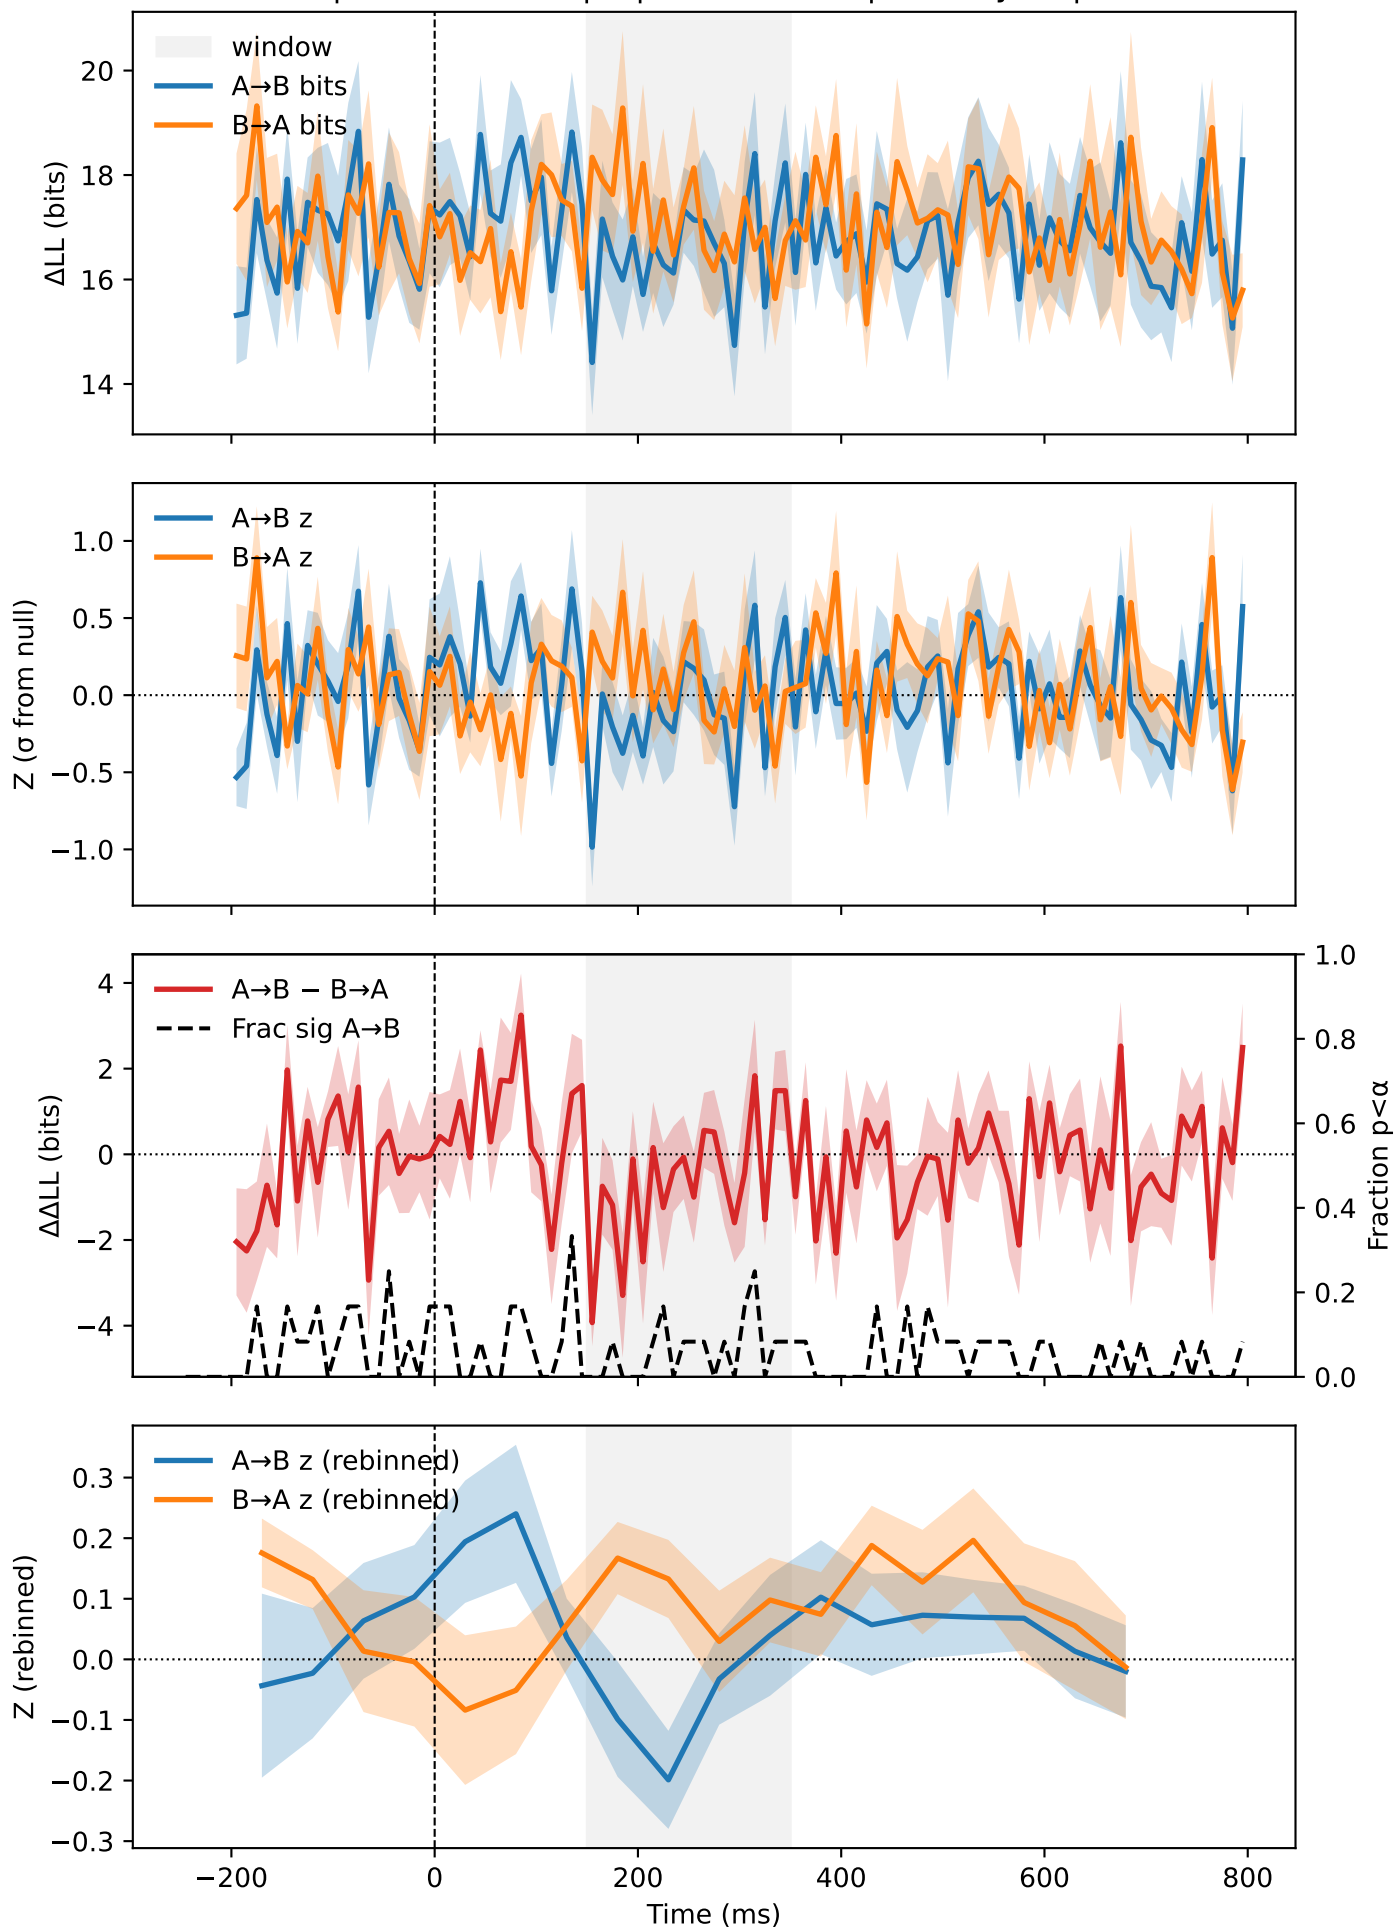 window
A→B bits
B→A bits
20
18
16
14
ΔLL (bits)
A→B z
B→A z
1.0
0.5
0.0
−0.5
−1.0
Z (σ from null)
A→B − B→A
Frac sig A→B
4
2
0
−2
−4
ΔΔLL (bits)
1.0
0.8
0.6
0.4
0.2
0.0
Fraction p<α
A→B z (rebinned)
B→A z (rebinned)
0.3
0.2
0.1
0.0
−0.1
−0.2
−0.3
Z (rebinned)
−200 0 200 400 600 800
Time (ms)